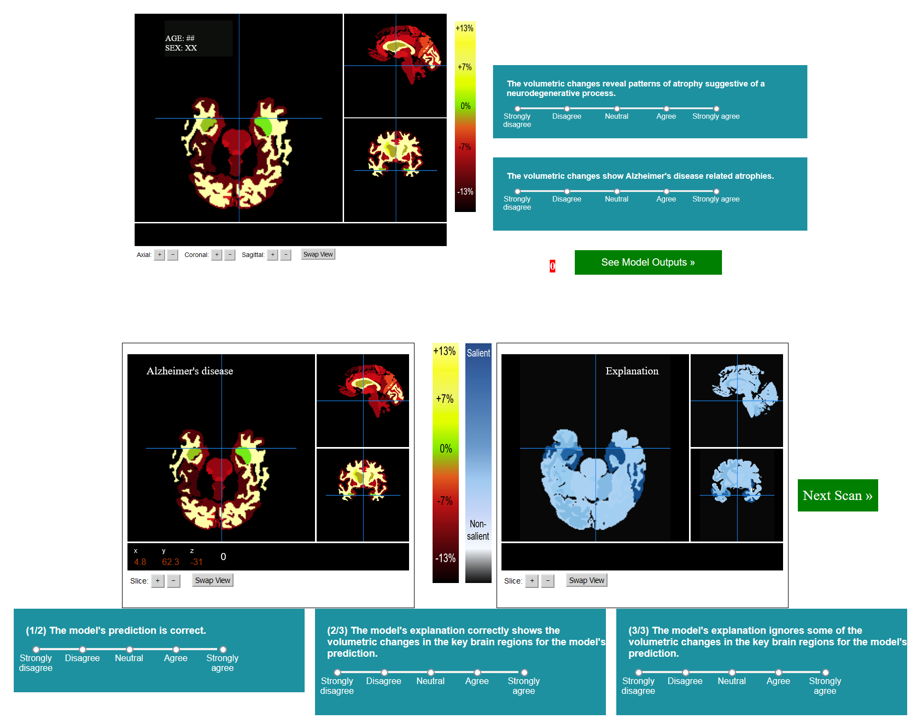 AGE: ##
SEX: XX
+13%
+7%
0%
-7%
-13%
The volumetric changes reveal patterns of atrophy suggestive of a
neurodegenerative process.
Strongly disagree
Disagree
Neutral
Agree
Strongly agree
The volumetric changes show Alzheimer's disease related atrophies.
Strongly disagree
Disagree
Neutral
Agree
Strongly agree
Axial: + − Coronal: + − Sagittal: + − Swap View
0
See Model Outputs »
Alzheimer's disease
+13%
+7%
0%
-7%
-13%
Salient
Non-
salient
Explanation
Next Scan »
x y z
4.8 62.3 -31
0
Slice: + − Swap View
Slice: + − Swap View
(1/2) The model's prediction is correct.
Strongly disagree
Disagree
Neutral
Agree
Strongly agree
(2/3) The model's explanation correctly shows the
volumetric changes in the key brain regions for the model's
prediction.
Strongly disagree
Disagree
Neutral
Agree
Strongly agree
(3/3) The model's explanation ignores some of the
volumetric changes in the key brain regions for the model's
prediction.
Strongly disagree
Disagree
Neutral
Agree
Strongly agree